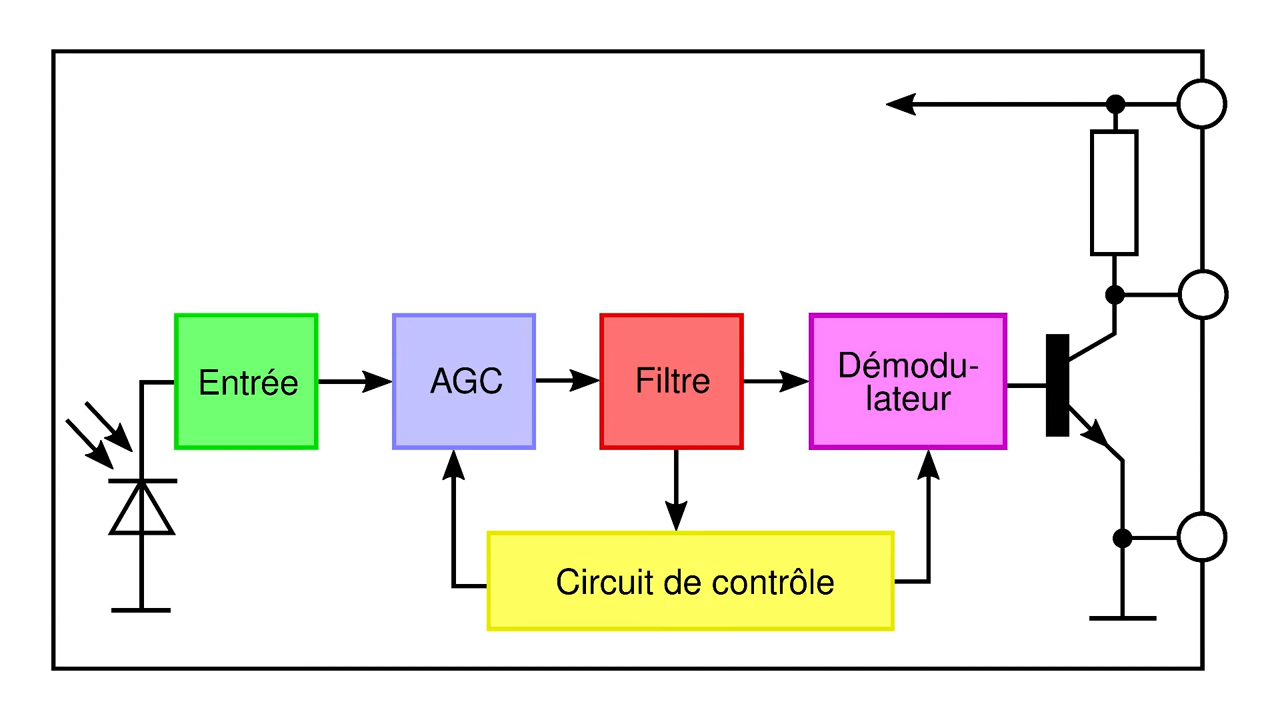 Entrée
AGC
Filtre
Démodu-
lateur
Circuit de contrôle